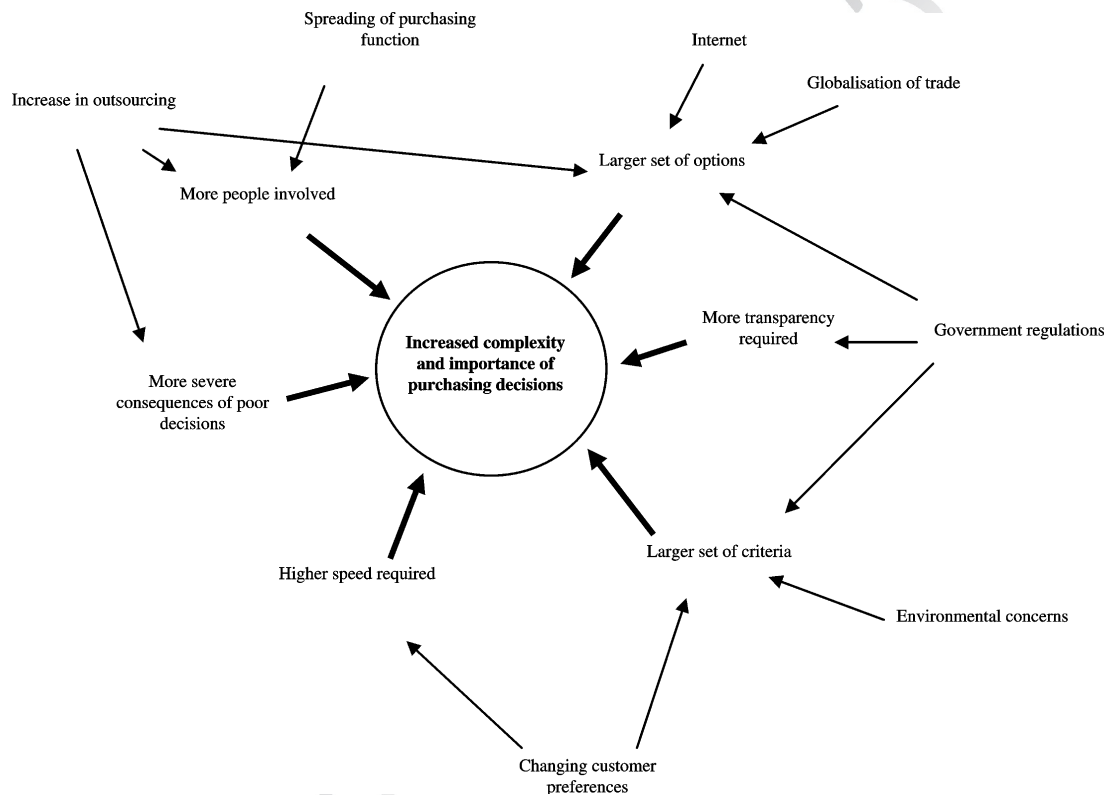 Spreading of purchasing
function
Internet
Globalisation of trade
Increase in outsourcing
Larger set of options
More people involved
More transparency
required
Government regulations
Increased complexity
and importance of
purchasing decisions
More severe
consequences of poor
decisions
Larger set of criteria
Higher speed required
Environmental concerns
Changing customer
preferences